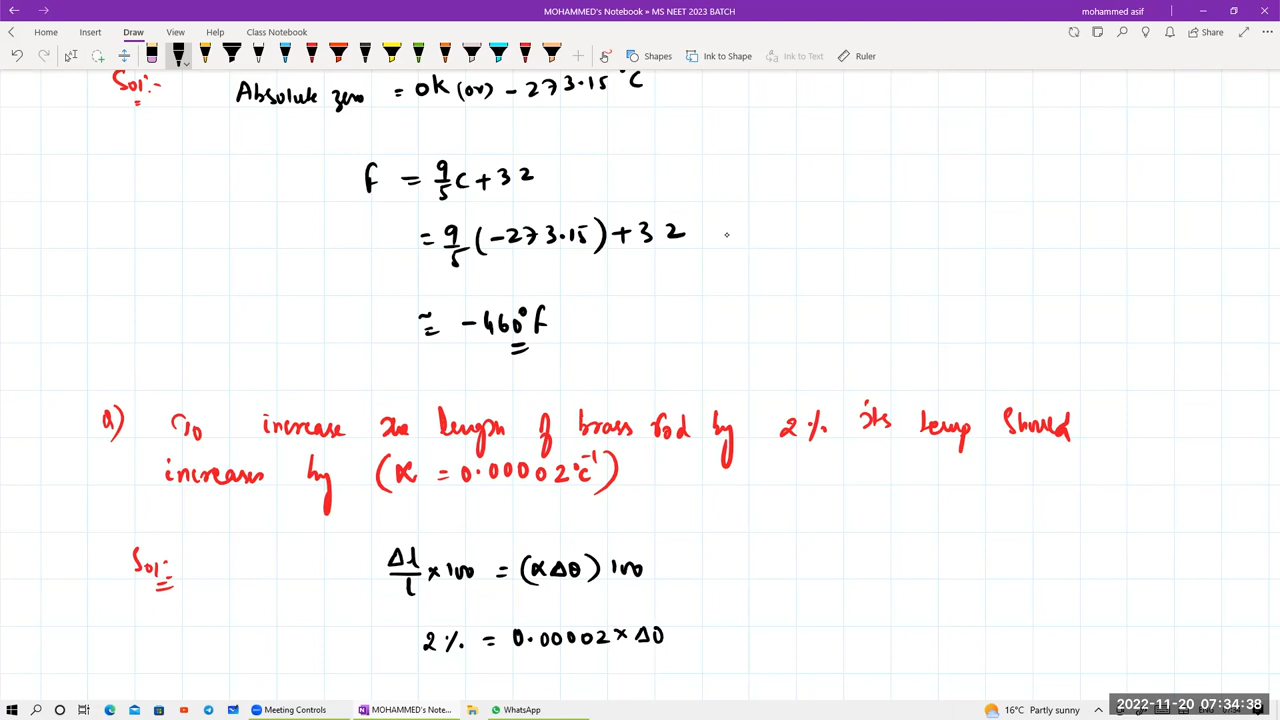 MOHAMMED's Notebook » MS NEET 2023 BATCH
mohammed asif
Home Insert Draw View Help Class Notebook
Share
Shapes Ink to Shape Ink to Text Ruler
Sol:-
Absolute zero = 0K (or) - 273.15°C
F = 9/5 C + 32
= 9/5 (-273.15) + 32
≅ -460°F
Q) To increase the length of brass rod by 2% its temp should
increases by (α = 0.00002°C⁻¹)
Sol:
Δl/l × 100 = (αΔθ) 100
2% = 0.00002 × Δθ
Meeting Controls MOHAMMED's Note... WhatsApp
16°C Partly sunny
2022-11-20 07:34:38